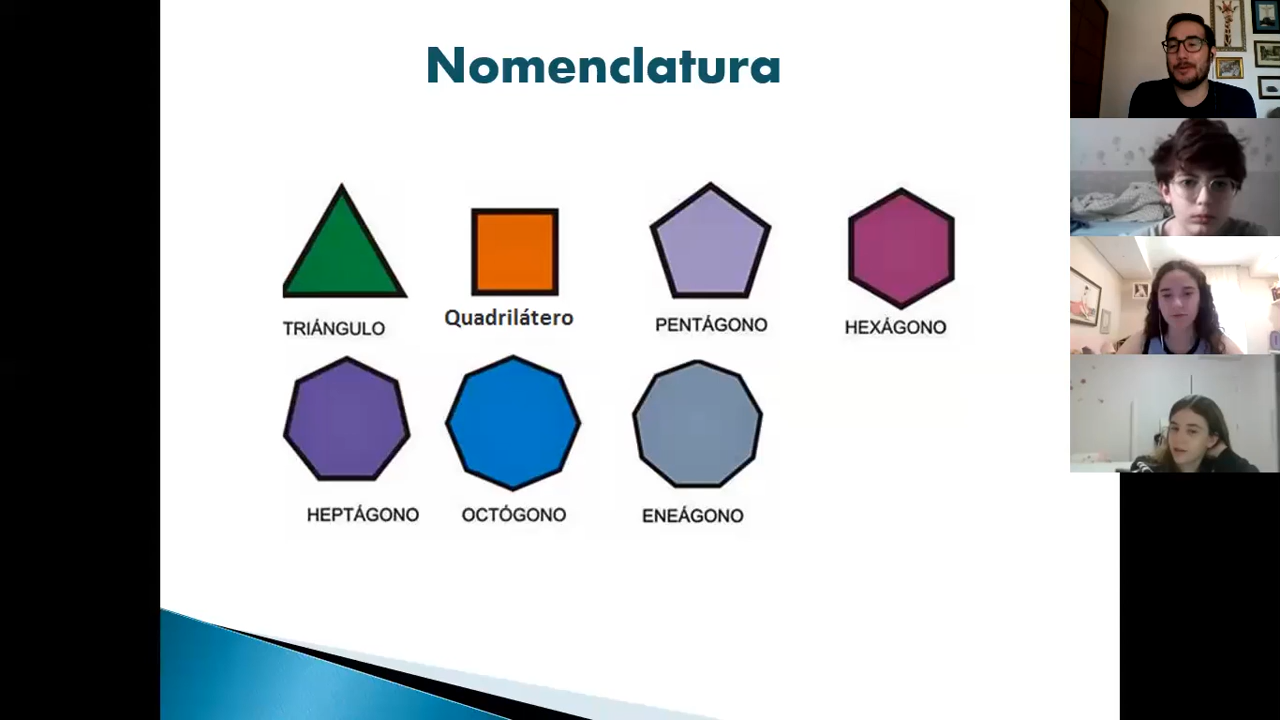 Nomenclatura
TRIÁNGULO
Quadrilátero
PENTÁGONO
HEXÁGONO
HEPTÁGONO
OCTÓGONO
ENEÁGONO